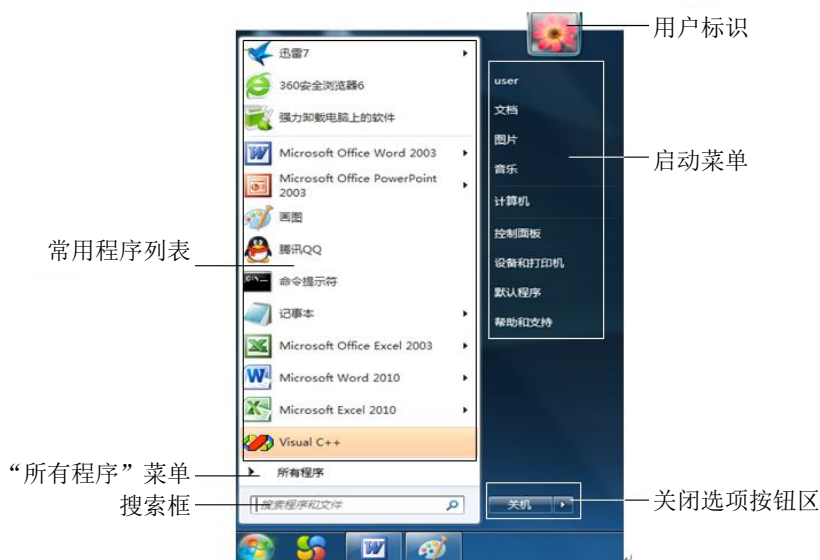 用户标识
迅雷7
360安全浏览器6
强力卸载电脑上的软件
Microsoft Office Word 2003
Microsoft Office PowerPoint
2003
画图
腾讯QQ
命令提示符
记事本
Microsoft Office Excel 2003
Microsoft Word 2010
Microsoft Excel 2010
Visual C++
所有程序
搜索程序和文件
user
文档
图片
音乐
计算机
控制面板
设备和打印机
默认程序
帮助和支持
关机
启动菜单
常用程序列表
“所有程序”菜单
搜索框
关闭选项按钮区